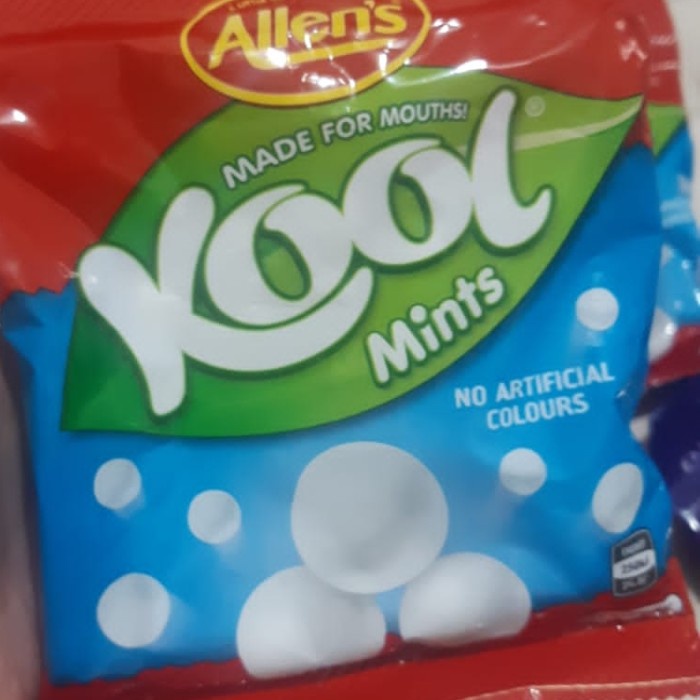 Allen's
MADE FOR MOUTHS!
Kool
®
Mints
NO ARTIFICIAL
COLOURS